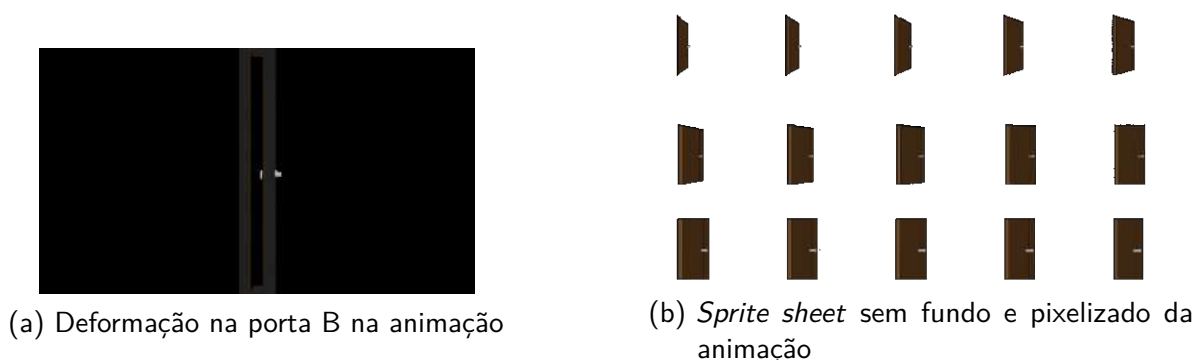 (a) Deformação na porta B na animação
(b) Sprite sheet sem fundo e pixelizado da
animação